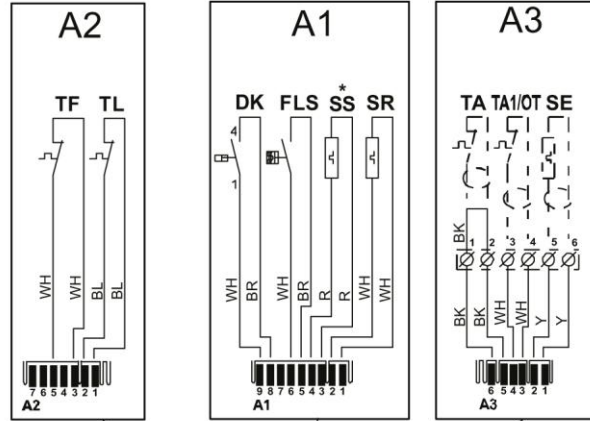 A2
TF TL
WH
WH
BL
BL
7 6 5 4 3 2 1
A2
A1
*
DK FLS SS SR
4
1
WH
BR
WH
BR
R
R
WH
WH
9 8 7 6 5 4 3 2 1
A1
A3
TA TA1/OT SE
BK
1 2 3 4 5 6
BK
BK
WH
WH
Y
Y
6 5 4 3 2 1
A3